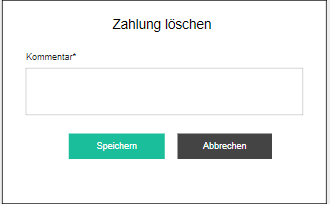 Zahlung löschen
Kommentar*
Speichern Abbrechen